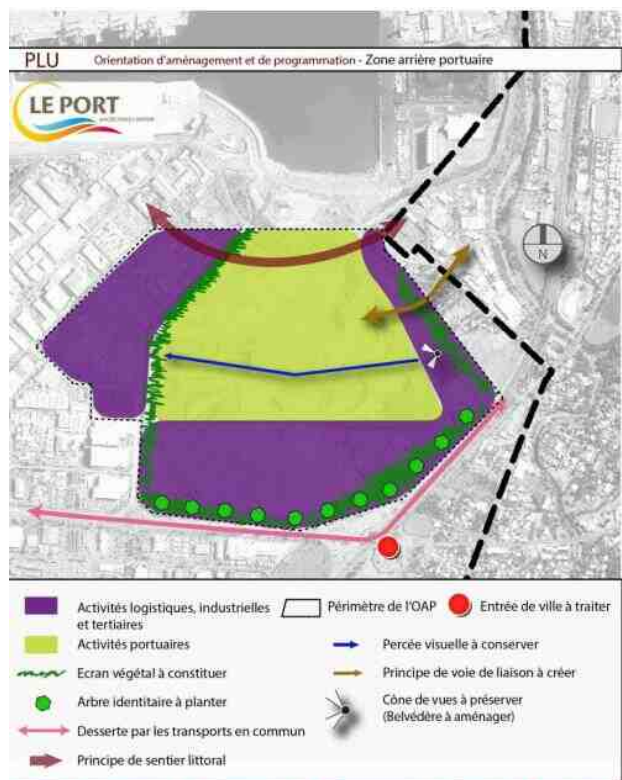 PLU Orientation d'aménagement et de programmation - Zone arrière portuaire
LE PORT
N
Activités logistiques, industrielles
et tertiaires
Périmètre de l'OAP
Entrée de ville à traiter
Activités portuaires
Percée visuelle à conserver
Ecran végétal à constituer
Principe de voie de liaison à créer
Arbre identitaire à planter
Cône de vues à préserver
(Belvédère à aménager)
Desserte par les transports en commun
Principe de sentier littoral